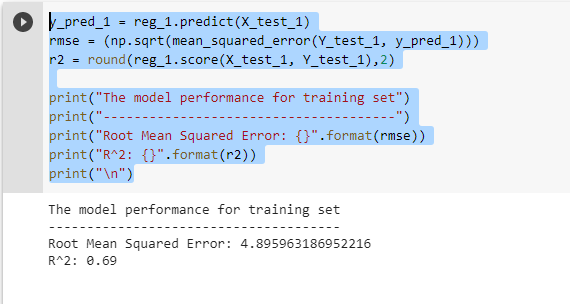 y_pred_1 = reg_1.predict(X_test_1)
rmse = (np.sqrt(mean_squared_error(Y_test_1, y_pred_1)))
r2 = round(reg_1.score(X_test_1, Y_test_1),2)
print("The model performance for training set")
print("--------------------------------------")
print("Root Mean Squared Error: {}".format(rmse))
print("R^2: {}".format(r2))
print("\n")
The model performance for training set
--------------------------------------
Root Mean Squared Error: 4.895963186952216
R^2: 0.69